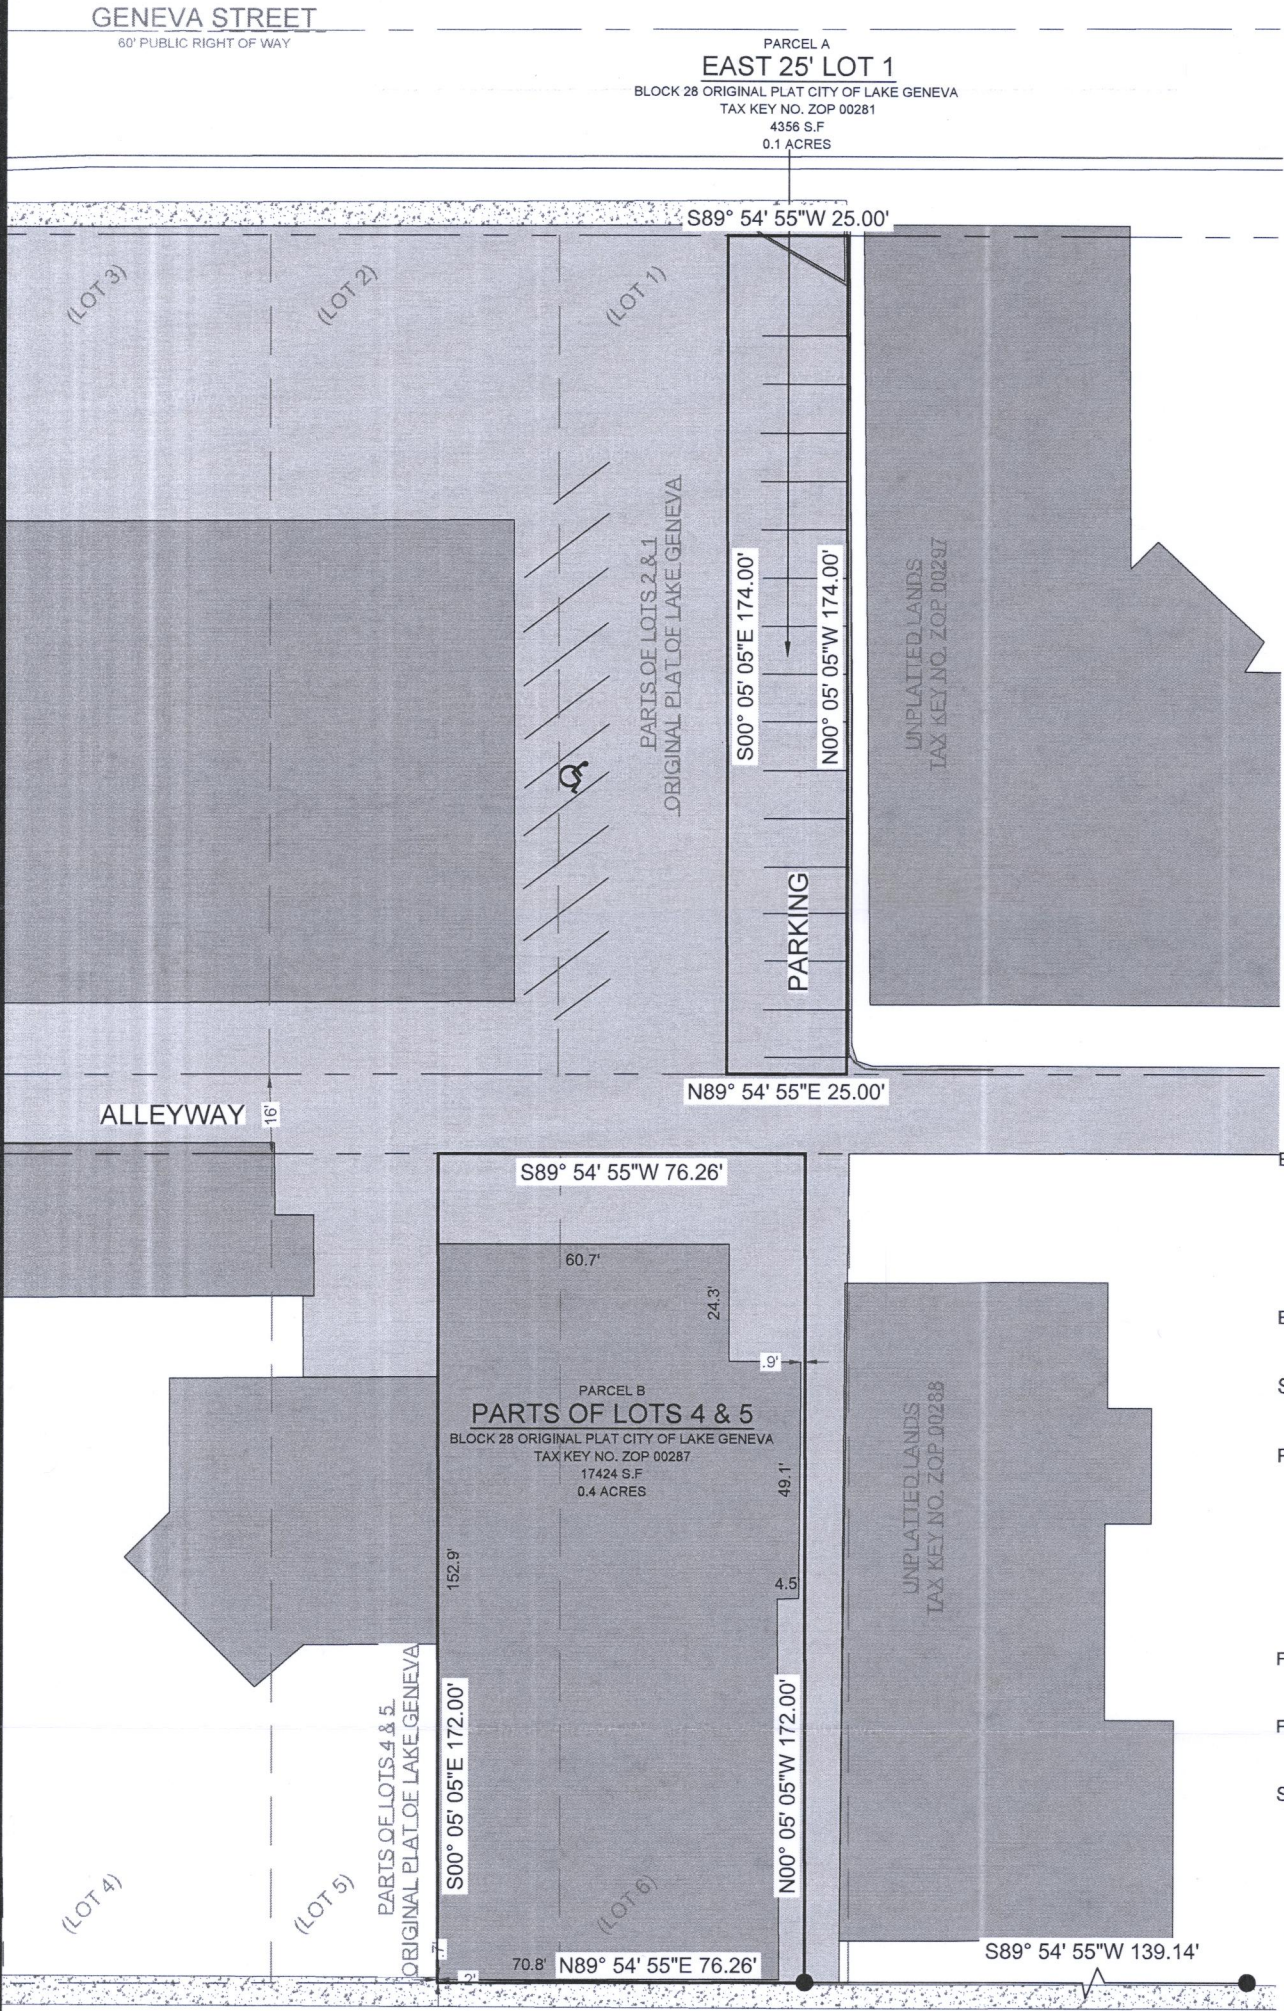 GENEVA STREET
60' PUBLIC RIGHT OF WAY
PARCEL A
EAST 25' LOT 1
BLOCK 28 ORIGINAL PLAT CITY OF LAKE GENEVA
TAX KEY NO. ZOP 00281
4356 S.F
0.1 ACRES
S89° 54' 55"W 25.00'
(LOT 3)
(LOT 2)
(LOT 1)
PARTS OF LOTS 2 & 1
ORIGINAL PLAT OF LAKE GENEVA
S00° 05' 05"E 174.00'
N00° 05' 05"W 174.00'
UNPLATTED LANDS
TAX KEY NO. ZOP 00297
PARKING
N89° 54' 55"E 25.00'
ALLEYWAY
16'
S89° 54' 55"W 76.26'
60.7'
24.3'
.9'
PARCEL B
PARTS OF LOTS 4 & 5
BLOCK 28 ORIGINAL PLAT CITY OF LAKE GENEVA
TAX KEY NO. ZOP 00287
17424 S.F
0.4 ACRES
49.1'
152.9'
4.5'
UNPLATTED LANDS
TAX KEY NO. ZOP 00288
PARTS OF LOTS 4 & 5
ORIGINAL PLAT OF LAKE GENEVA
S00° 05' 05"E 172.00'
N00° 05' 05"W 172.00'
(LOT 4)
(LOT 5)
(LOT 6)
.7'
.2'
70.8'
N89° 54' 55"E 76.26'
S89° 54' 55"W 139.14'